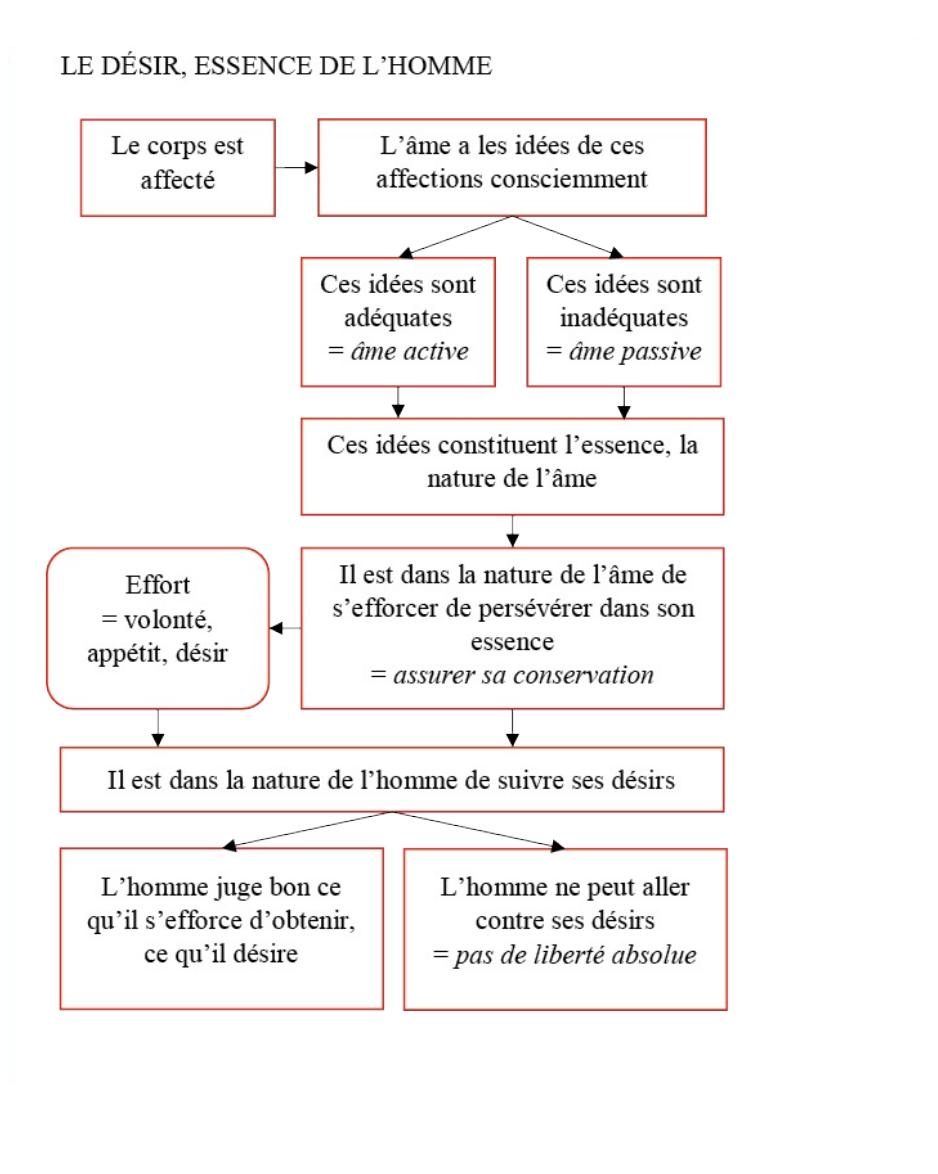 LE DÉSIR, ESSENCE DE L’HOMME
Le corps est
affecté
L’âme a les idées de ces
affections consciemment
Ces idées sont
adéquates
= âme active
Ces idées sont
inadéquates
= âme passive
Ces idées constituent l’essence, la
nature de l’âme
Effort
= volonté,
appétit, désir
Il est dans la nature de l’âme de
s’efforcer de persévérer dans son
essence
= assurer sa conservation
Il est dans la nature de l’homme de suivre ses désirs
L’homme juge bon ce
qu’il s’efforce d’obtenir,
ce qu’il désire
L’homme ne peut aller
contre ses désirs
= pas de liberté absolue